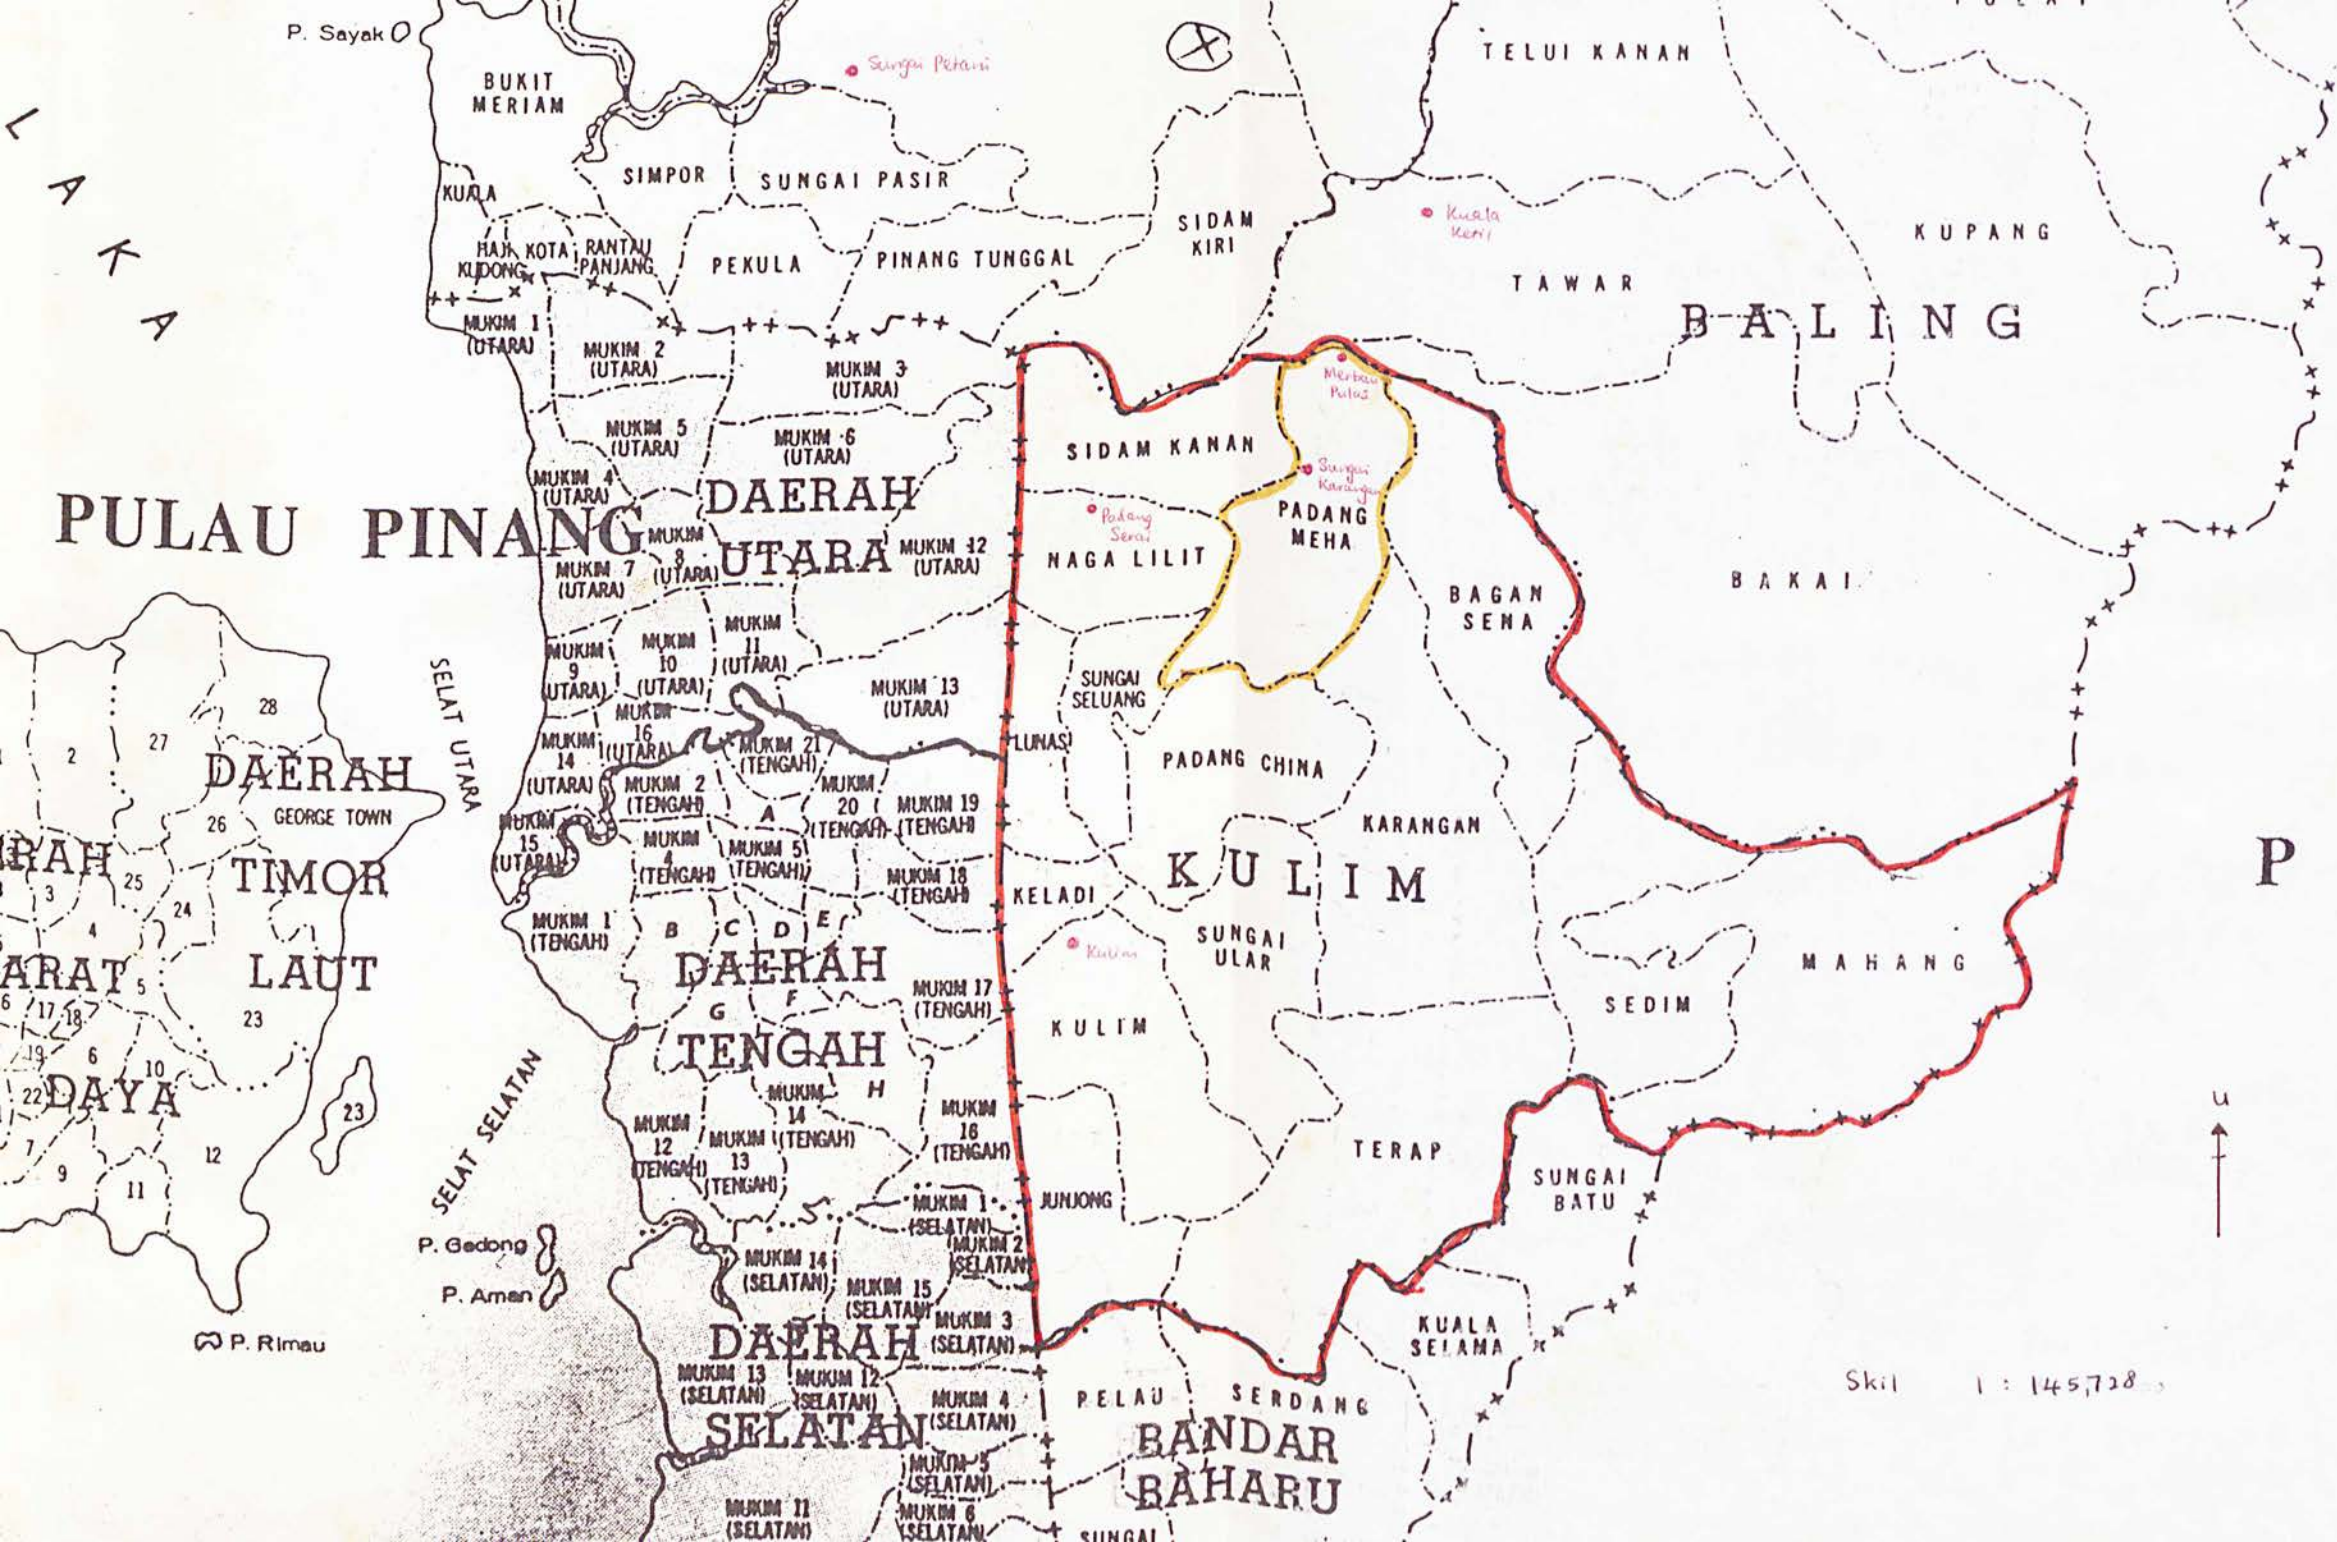 P. Sayak
BUKIT
MERIAM
Sungai Petani
TELUI KANAN
L
A
K
A
KUALA
SIMPOR
SUNGAI PASIR
SIDAM
KIRI
Kuala
Ketil
KUPANG
HAJI
KUDONG
KOTA
RANTAU
PANJANG
PEKULA
PINANG TUNGGAL
TAWAR
BALING
MUKIM 1
(UTARA)
MUKIM 2
(UTARA)
MUKIM 3
(UTARA)
Merbau
Pulas
MUKIM 5
(UTARA)
MUKIM 6
(UTARA)
SIDAM KANAN
MUKIM 4
(UTARA)
Sungai
Karangan
PULAU PINANG
DAERAH
UTARA
PADANG
MEHA
Padang
Serai
NAGA LILIT
MUKIM
8
(UTARA)
MUKIM 12
(UTARA)
MUKIM 7
(UTARA)
BAGAN
SENA
BAKAI
MUKIM
9
(UTARA)
MUKIM
10
(UTARA)
MUKIM
11
(UTARA)
MUKIM 13
(UTARA)
SUNGAI
SELUANG
SELAT UTARA
28
27
2
DAERAH
GEORGE TOWN
26
TIMOR
LAUT
MUKIM
14
(UTARA)
MUKIM
16
(UTARA)
MUKIM 21
(TENGAH)
LUNAS
PADANG CHINA
MUKIM 2
(TENGAH)
A
MUKIM
20
(TENGAH)
MUKIM 19
(TENGAH)
MUKIM
15
(UTARA)
MUKIM
4
(TENGAH)
MUKIM 5
(TENGAH)
MUKIM 18
(TENGAH)
KARANGAN
KULIM
KELADI
P
RAH
3
25
24
4
ARAT
5
23
6
17
18
19
6
10
22
DAYA
7
9
11
12
23
MUKIM 1
(TENGAH)
B
C
D
E
DAERAH
TENGAH
F
G
H
MUKIM 17
(TENGAH)
Kulim
SUNGAI
ULAR
KULIM
SEDIM
MAHANG
SELAT SELATAN
MUKIM
12
(TENGAH)
MUKIM
13
(TENGAH)
MUKIM
14
(TENGAH)
MUKIM
16
(TENGAH)
TERAP
SUNGAI
BATU
u
JUNJONG
MUKIM 1
(SELATAN)
MUKIM 2
(SELATAN)
P. Gedong
P. Aman
P. Rimau
MUKIM 14
(SELATAN)
MUKIM 15
(SELATAN)
MUKIM 3
(SELATAN)
DAERAH
SELATAN
KUALA
SELAMA
MUKIM 13
(SELATAN)
MUKIM 12
(SELATAN)
MUKIM 4
(SELATAN)
PELAU
SERDANG
Skil 1 : 145,728
BANDAR
BAHARU
MUKIM 5
(SELATAN)
MUKIM 11
(SELATAN)
MUKIM 6
(SELATAN)
SUNGAI